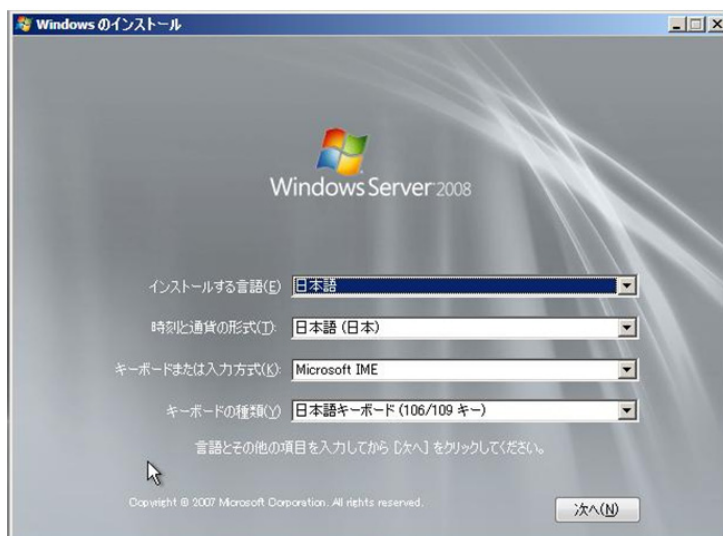 Windows のインストール
Windows Server 2008
インストールする言語(E) 日本語
時刻と通貨の形式(T): 日本語 (日本)
キーボードまたは入力方式(K): Microsoft IME
キーボードの種類(Y) 日本語キーボード (106/109 キー)
言語とその他の項目を入力してから [次へ] をクリックしてください。
Copyright © 2007 Microsoft Corporation. All rights reserved.
次へ(N)